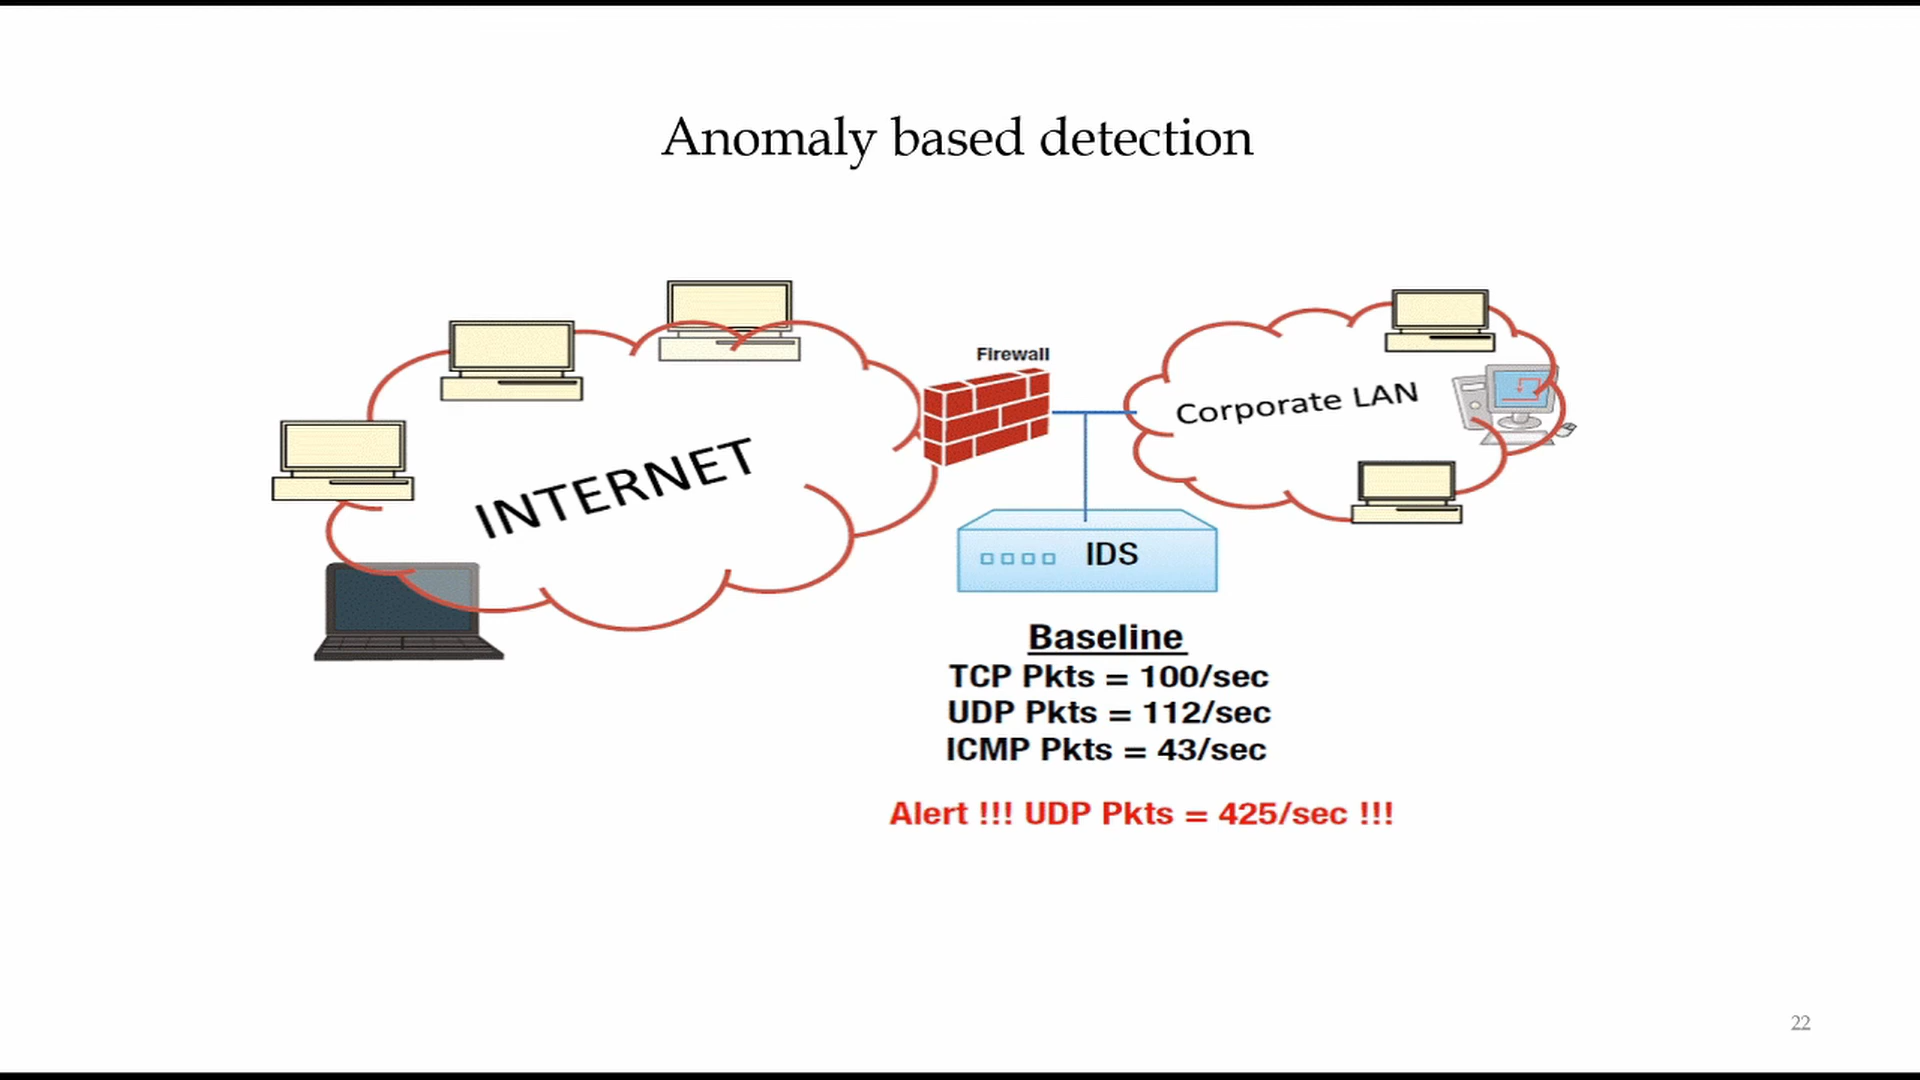 Anomaly based detection
Firewall
INTERNET
Corporate LAN
IDS
Baseline
TCP Pkts = 100/sec
UDP Pkts = 112/sec
ICMP Pkts = 43/sec
Alert !!! UDP Pkts = 425/sec !!!
22